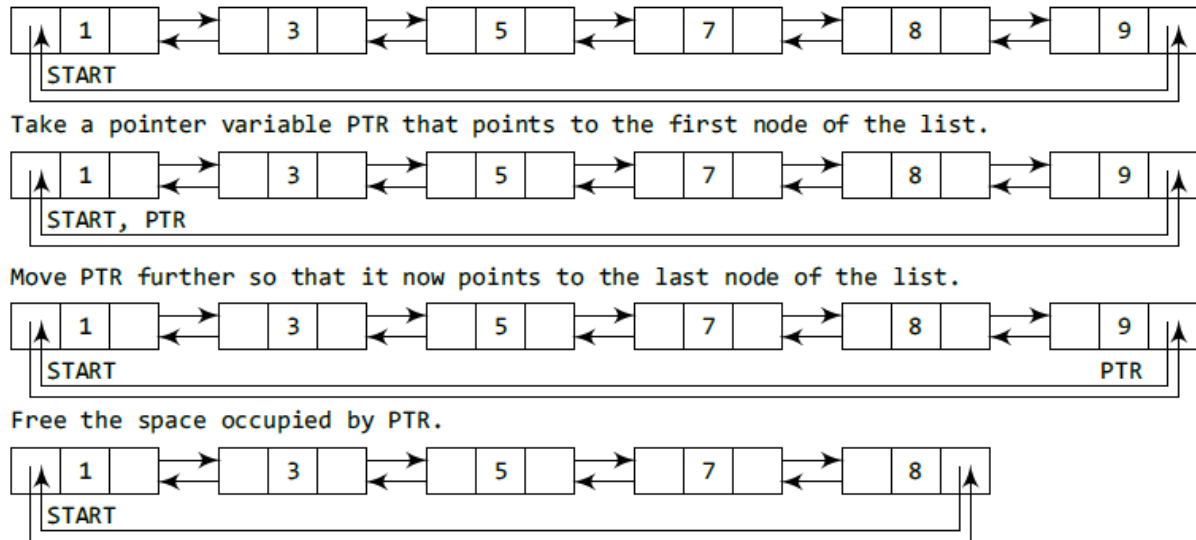 1 3 5 7 8 9
START
Take a pointer variable PTR that points to the first node of the list.
1 3 5 7 8 9
START, PTR
Move PTR further so that it now points to the last node of the list.
1 3 5 7 8 9
START PTR
Free the space occupied by PTR.
1 3 5 7 8
START